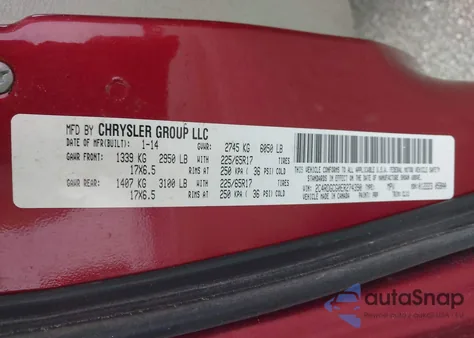 MFD BY CHRYSLER GROUP LLC
DATE OF MFR(BUILT): 1-14 GVWR: 2745 KG 6050 LB
GAWR FRONT: 1339 KG 2950 LB WITH 225/65R17 TIRES
17X6.5 RIMS AT 250 KPA ( 36 PSI) COLD
GAWR REAR: 1407 KG 3100 LB WITH 225/65R17 TIRES
17X6.5 RIMS AT 250 KPA ( 36 PSI) COLD
THIS VEHICLE CONFORMS TO ALL APPLICABLE
U.S.A. FEDERAL MOTOR VEHICLE SAFETY
STANDARDS IN EFFECT ON THE DATE OF
MANUFACTURE SHOWN ABOVE.
VIN:
VEHICLE MADE IN CANADA PAINT:
autoSnap